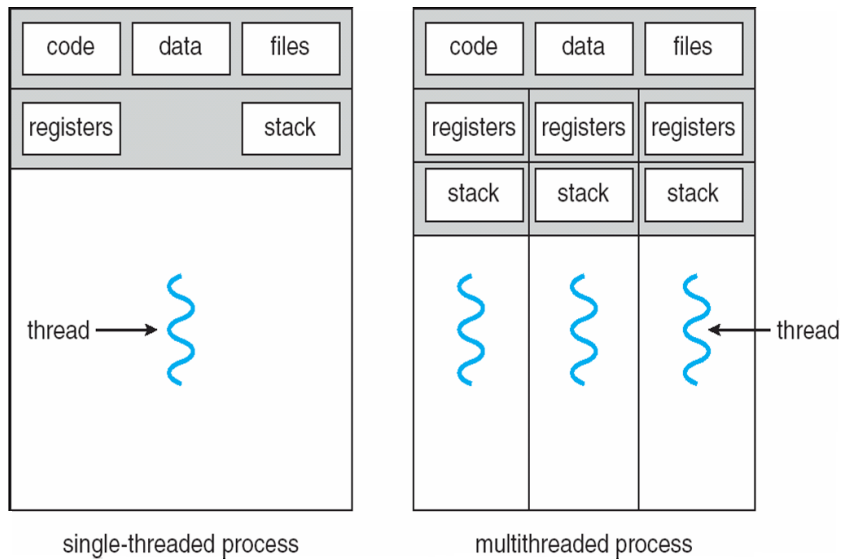 code data files
registers stack
thread
single-threaded process
code data files
registers registers registers
stack stack stack
thread
multithreaded process